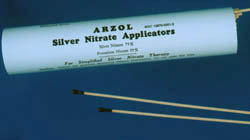 ARZOL
Silver Nitrate Applicators
Silver Nitrate 75%
Potassium Nitrate 25%
For Simplified Silver Nitrate Therapy